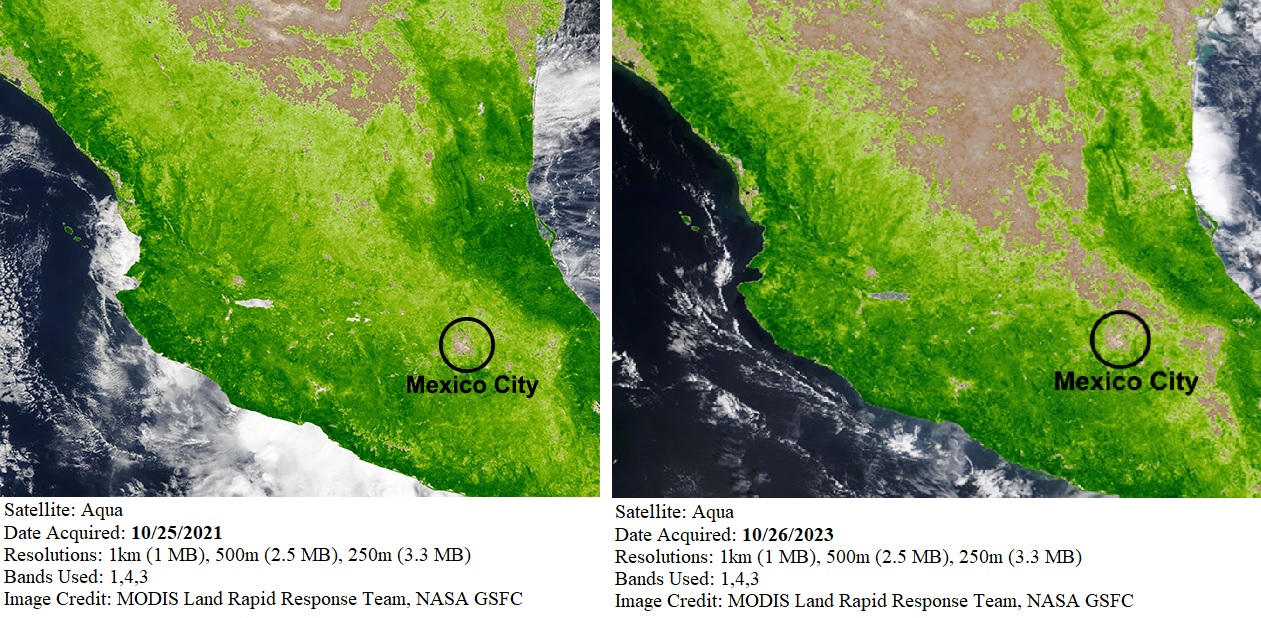 Mexico City
Satellite: Aqua
Date Acquired: 10/25/2021
Resolutions: 1km (1 MB), 500m (2.5 MB), 250m (3.3 MB)
Bands Used: 1,4,3
Image Credit: MODIS Land Rapid Response Team, NASA GSFC
Mexico City
Satellite: Aqua
Date Acquired: 10/26/2023
Resolutions: 1km (1 MB), 500m (2.5 MB), 250m (3.3 MB)
Bands Used: 1,4,3
Image Credit: MODIS Land Rapid Response Team, NASA GSFC